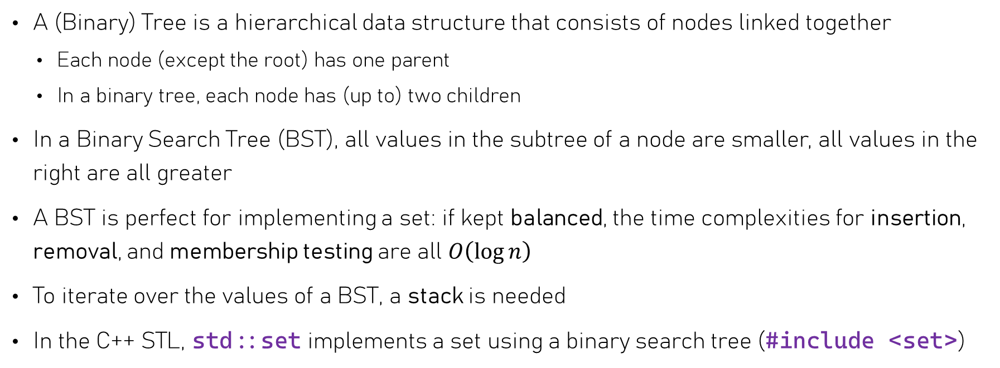 • A (Binary) Tree is a hierarchical data structure that consists of nodes linked together
• Each node (except the root) has one parent
• In a binary tree, each node has (up to) two children
• In a Binary Search Tree (BST), all values in the subtree of a node are smaller, all values in the
right are all greater
• A BST is perfect for implementing a set: if kept balanced, the time complexities for insertion,
removal, and membership testing are all O(log n)
• To iterate over the values of a BST, a stack is needed
• In the C++ STL, std::set implements a set using a binary search tree (#include <set>)